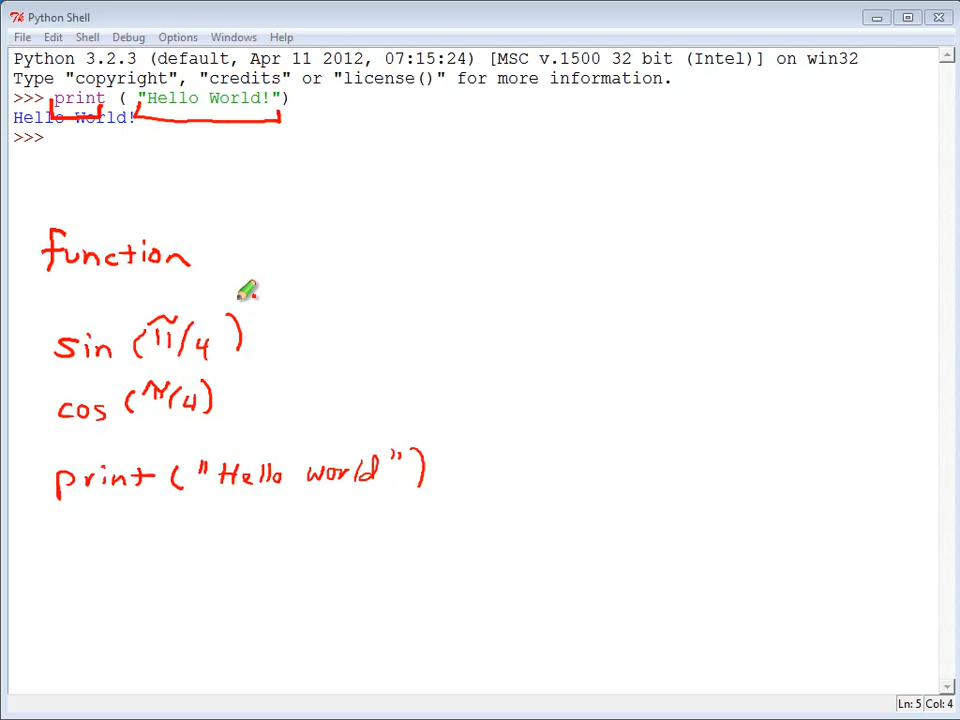 Python Shell
File Edit Shell Debug Options Windows Help
Python 3.2.3 (default, Apr 11 2012, 07:15:24) [MSC v.1500 32 bit (Intel)] on win32
Type "copyright", "credits" or "license()" for more information.
>>> print ( "Hello World!")
Hello World!
>>>
function
sin (π/4)
cos (π/4)
print ("Hello world")
Ln: 5 Col: 4